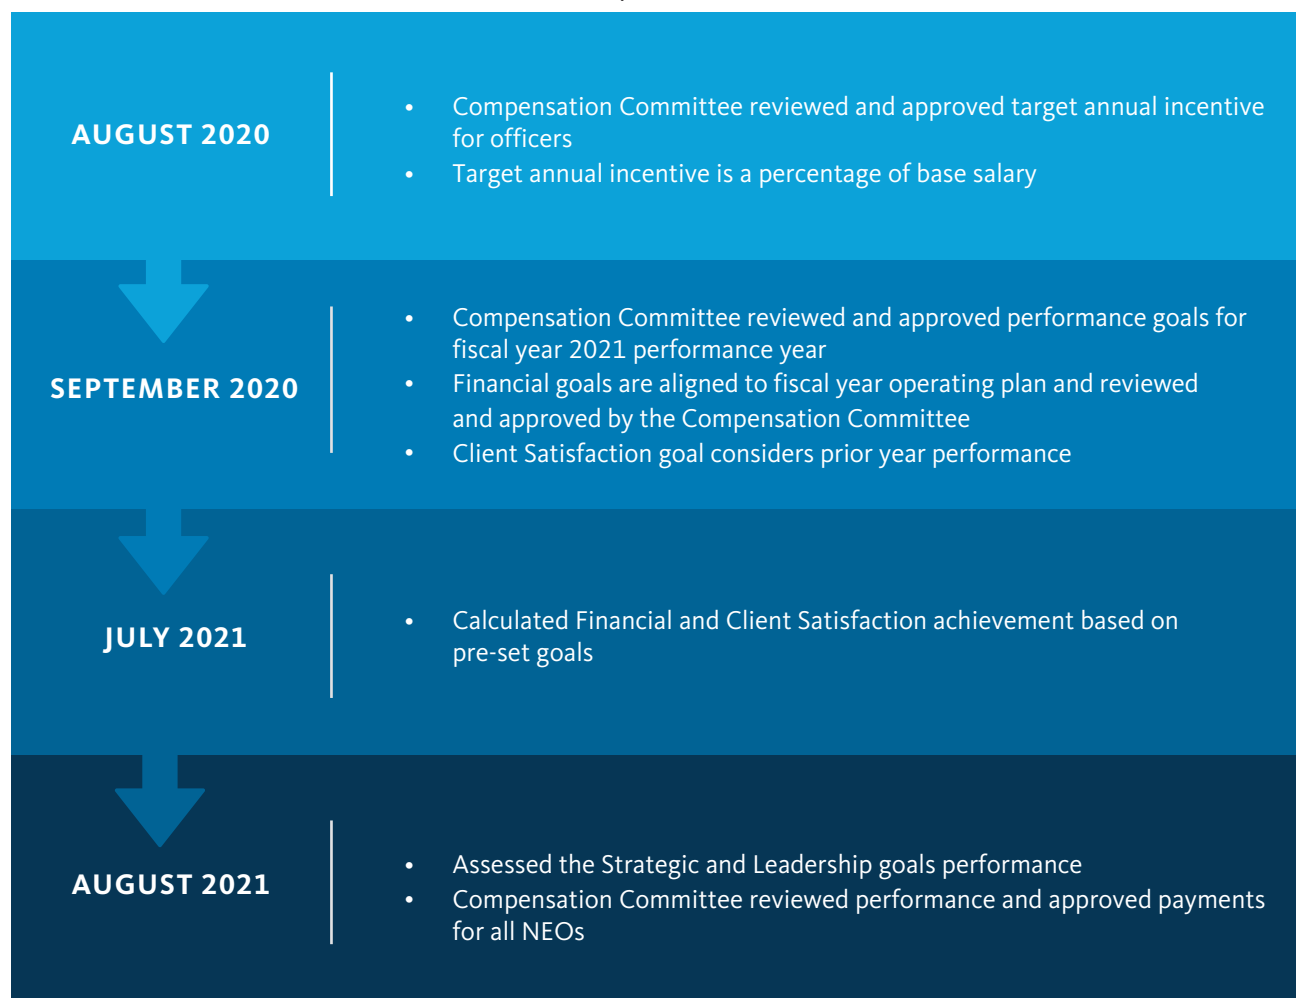 AUGUST 2020
• Compensation Committee reviewed and approved target annual incentive
for officers
• Target annual incentive is a percentage of base salary
SEPTEMBER 2020
• Compensation Committee reviewed and approved performance goals for
fiscal year 2021 performance year
• Financial goals are aligned to fiscal year operating plan and reviewed
and approved by the Compensation Committee
• Client Satisfaction goal considers prior year performance
JULY 2021
• Calculated Financial and Client Satisfaction achievement based on
pre-set goals
AUGUST 2021
• Assessed the Strategic and Leadership goals performance
• Compensation Committee reviewed performance and approved payments
for all NEOs